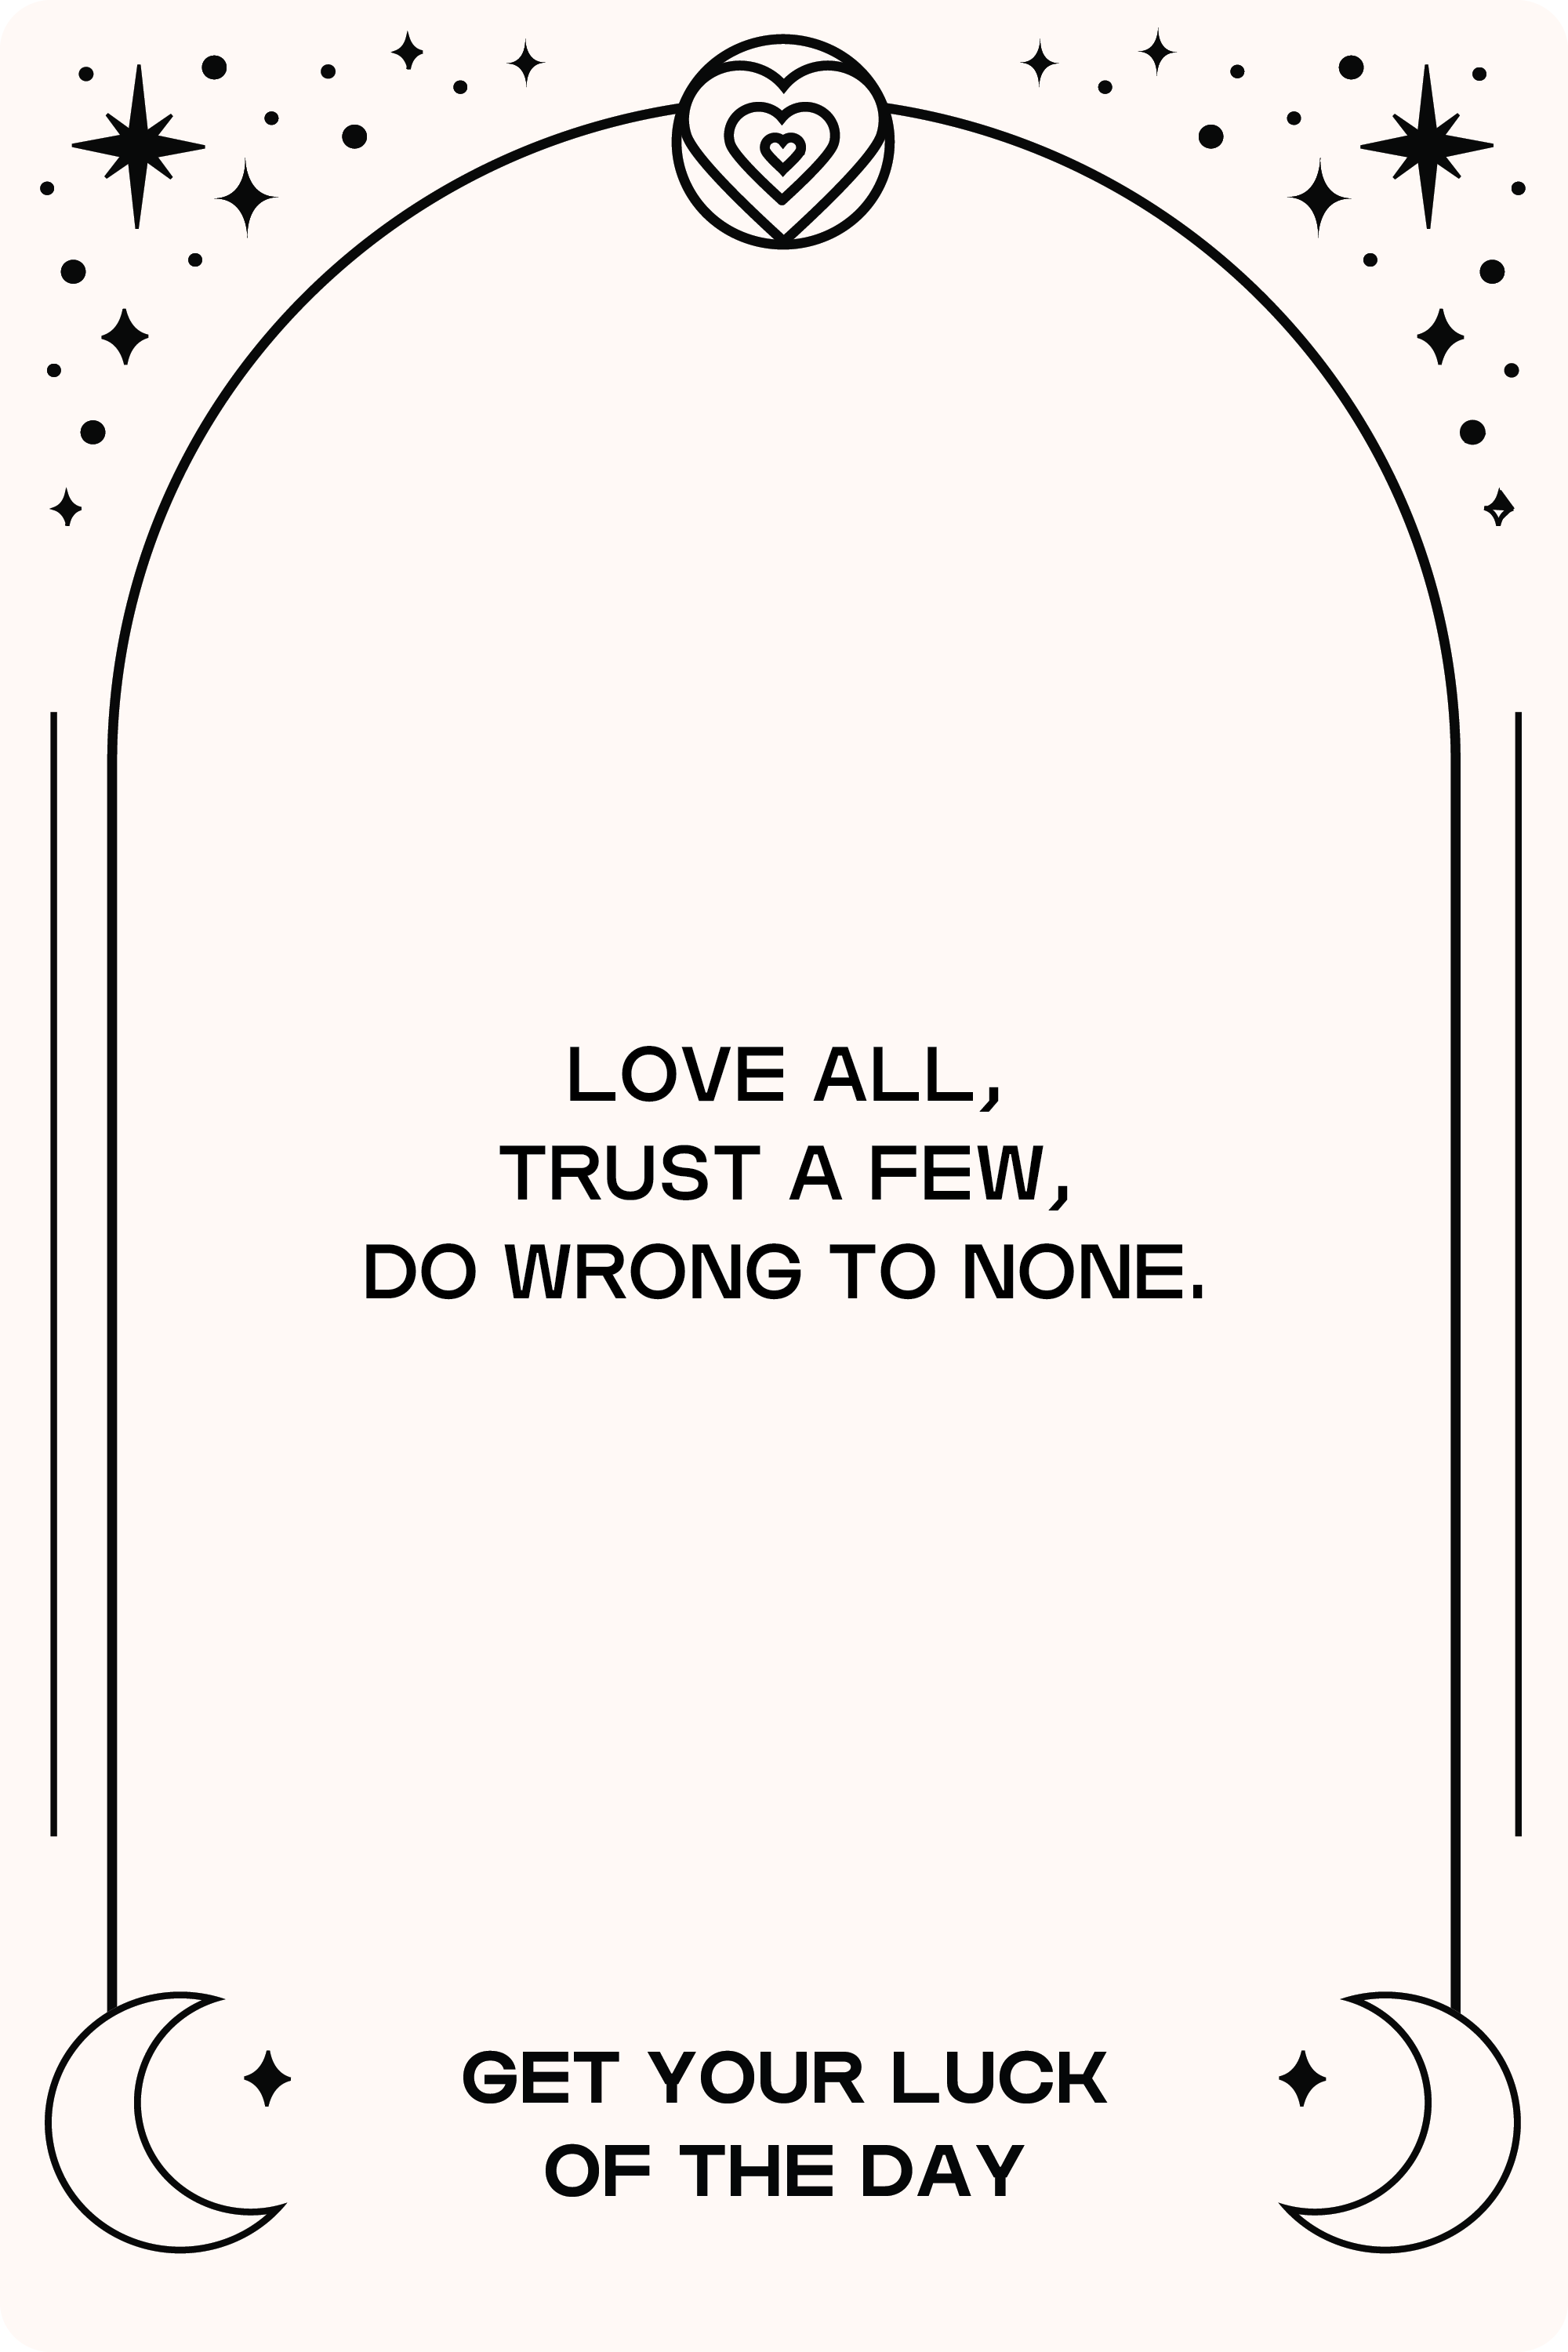 LOVE ALL,
TRUST A FEW,
DO WRONG TO NONE.
GET YOUR LUCK
OF THE DAY